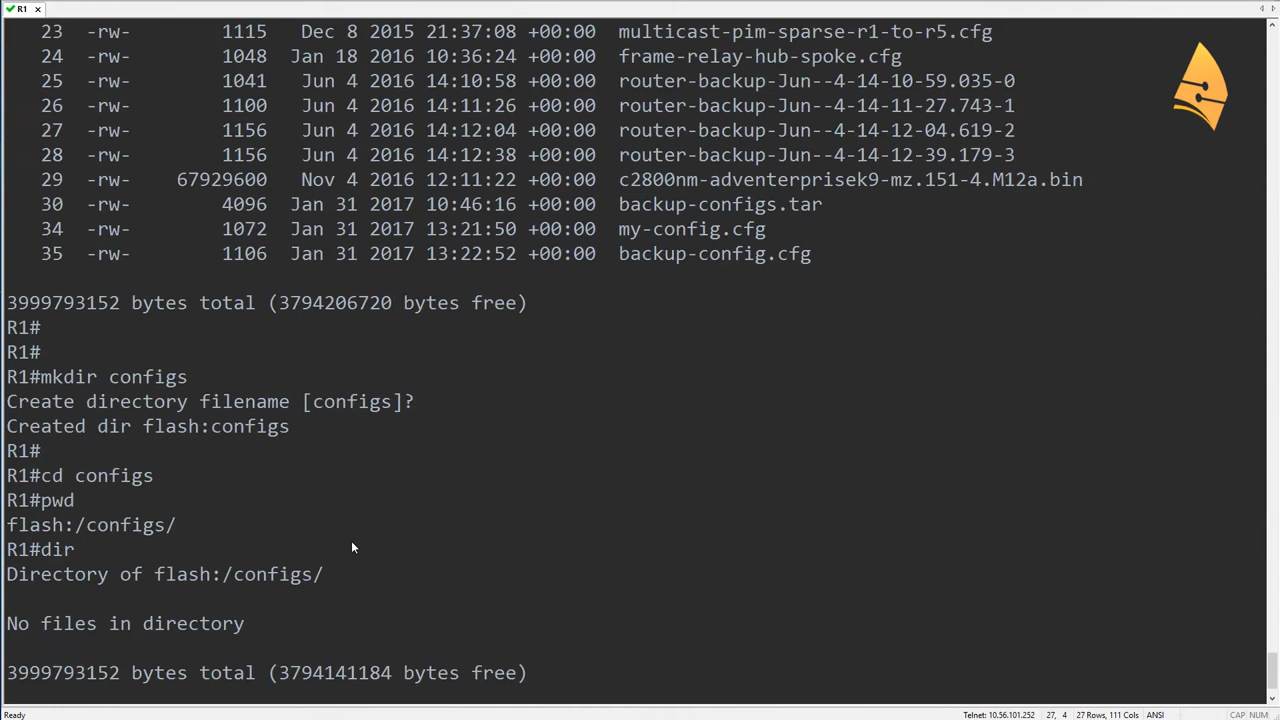 R1
23 -rw- 1115 Dec 8 2015 21:37:08 +00:00 multicast-pim-sparse-r1-to-r5.cfg
24 -rw- 1048 Jan 18 2016 10:36:24 +00:00 frame-relay-hub-spoke.cfg
25 -rw- 1041 Jun 4 2016 14:10:58 +00:00 router-backup-Jun--4-14-10-59.035-0
26 -rw- 1100 Jun 4 2016 14:11:26 +00:00 router-backup-Jun--4-14-11-27.743-1
27 -rw- 1156 Jun 4 2016 14:12:04 +00:00 router-backup-Jun--4-14-12-04.619-2
28 -rw- 1156 Jun 4 2016 14:12:38 +00:00 router-backup-Jun--4-14-12-39.179-3
29 -rw- 67929600 Nov 4 2016 12:11:22 +00:00 c2800nm-adventerprisek9-mz.151-4.M12a.bin
30 -rw- 4096 Jan 31 2017 10:46:16 +00:00 backup-configs.tar
34 -rw- 1072 Jan 31 2017 13:21:50 +00:00 my-config.cfg
35 -rw- 1106 Jan 31 2017 13:22:52 +00:00 backup-config.cfg
3999793152 bytes total (3794206720 bytes free)
R1#
R1#
R1#mkdir configs
Create directory filename [configs]?
Created dir flash:configs
R1#
R1#cd configs
R1#pwd
flash:/configs/
R1#dir
Directory of flash:/configs/
No files in directory
3999793152 bytes total (3794141184 bytes free)
Ready Telnet: 10.56.101.252 27, 4 27 Rows, 111 Cols ANSI CAP NUM